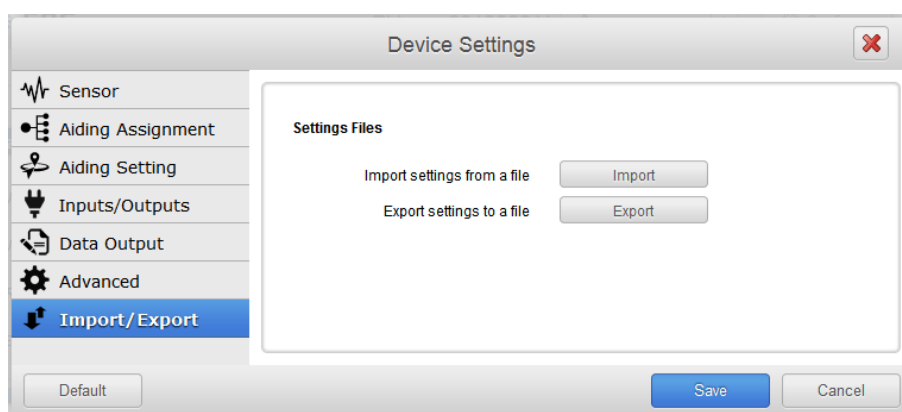 Device Settings
Sensor
Aiding Assignment
Aiding Setting
Inputs/Outputs
Data Output
Advanced
Import/Export
Settings Files
Import settings from a file Import
Export settings to a file Export
Default Save Cancel